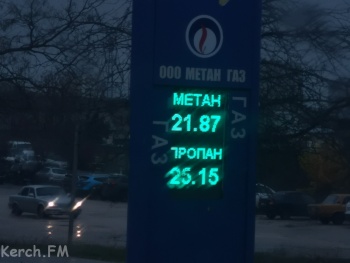 ООО МЕТАН ГАЗ
МЕТАН
21.87
ПРОПАН
25.15
ГАЗ
ГАЗ
Kerch.FM